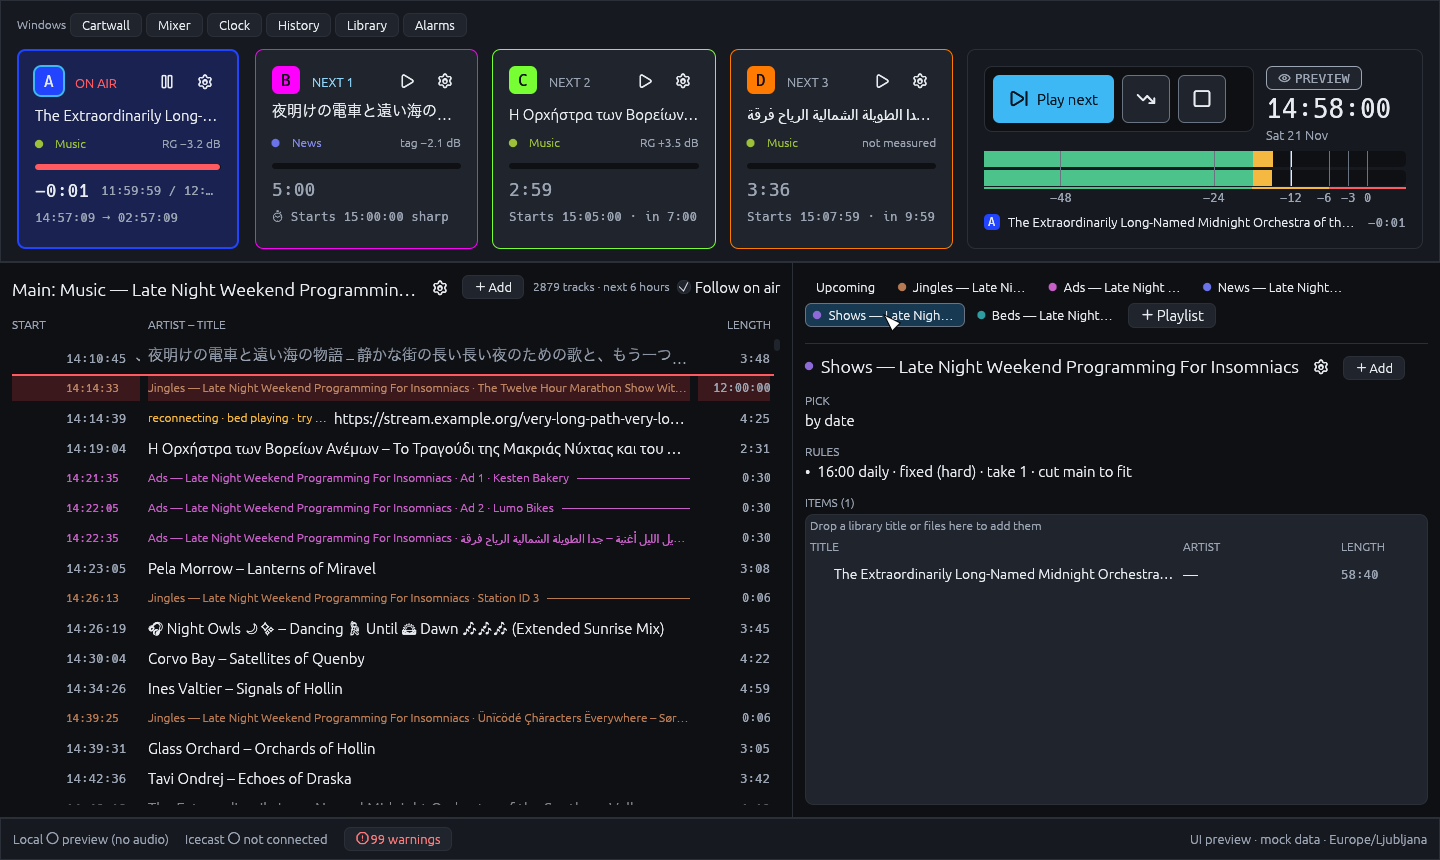 Windows Cartwall Mixer Clock History Library Alarms
A ON AIR
The Extraordinarily Long-...
Music RG −3.2 dB
−0:01 11:59:59 / 12:...
14:57:09 → 02:57:09
B NEXT 1
夜明けの電車と遠い海の...
News tag −2.1 dB
5:00
Starts 15:00:00 sharp
C NEXT 2
Η Ορχήστρα των Βορείων...
Music RG +3.5 dB
2:59
Starts 15:05:00 · in 7:00
D NEXT 3
جدا الطويلة الشمالية الرياح فرقة...
Music not measured
3:36
Starts 15:07:59 · in 9:59
Play next
PREVIEW
14:58:00
Sat 21 Nov
−48 −24 −12 −6 −3 0
A The Extraordinarily Long-Named Midnight Orchestra of th... −0:01
Main: Music — Late Night Weekend Programmin... + Add 2879 tracks · next 6 hours Follow on air
START ARTIST – TITLE LENGTH
14:10:45 夜明けの電車と遠い海の物語 – 静かな街の長い長い夜のための歌と、もう一つ... 3:48
14:14:33 Jingles — Late Night Weekend Programming For Insomniacs · The Twelve Hour Marathon Show Wit... 12:00:00
14:14:39 reconnecting · bed playing · try ... https://stream.example.org/very-long-path-very-lo... 4:25
14:19:04 Η Ορχήστρα των Βορείων Ανέμων – Το Τραγούδι της Μακριάς Νύχτας και του ... 2:31
14:21:35 Ads — Late Night Weekend Programming For Insomniacs · Ad 1 · Kesten Bakery 0:30
14:22:05 Ads — Late Night Weekend Programming For Insomniacs · Ad 2 · Lumo Bikes 0:30
14:22:35 Ads — Late Night Weekend Programming For Insomniacs · يل الليل أغنية – جدا الطويلة الشمالية الرياح فرقة... 0:30
14:23:05 Pela Morrow – Lanterns of Miravel 3:08
14:26:13 Jingles — Late Night Weekend Programming For Insomniacs · Station ID 3 0:06
14:26:19 🎧 Night Owls 🌙✨ – Dancing 💃 Until 🌅 Dawn 🎶🎶🎶 (Extended Sunrise Mix) 3:45
14:30:04 Corvo Bay – Satellites of Quenby 4:22
14:34:26 Ines Valtier – Signals of Hollin 4:59
14:39:25 Jingles — Late Night Weekend Programming For Insomniacs · Ünïcödé Çhäracters Ëverywhere – Sør... 0:06
14:39:31 Glass Orchard – Orchards of Hollin 3:05
14:42:36 Tavi Ondrej – Echoes of Draska 3:42
Upcoming Jingles — Late Ni... Ads — Late Night ... News — Late Night...
Shows — Late Nigh... Beds — Late Night... + Playlist
Shows — Late Night Weekend Programming For Insomniacs + Add
PICK
by date
RULES
• 16:00 daily · fixed (hard) · take 1 · cut main to fit
ITEMS (1)
Drop a library title or files here to add them
TITLE ARTIST LENGTH
The Extraordinarily Long-Named Midnight Orchestra... — 58:40
Local preview (no audio) Icecast not connected 99 warnings UI preview · mock data · Europe/Ljubljana